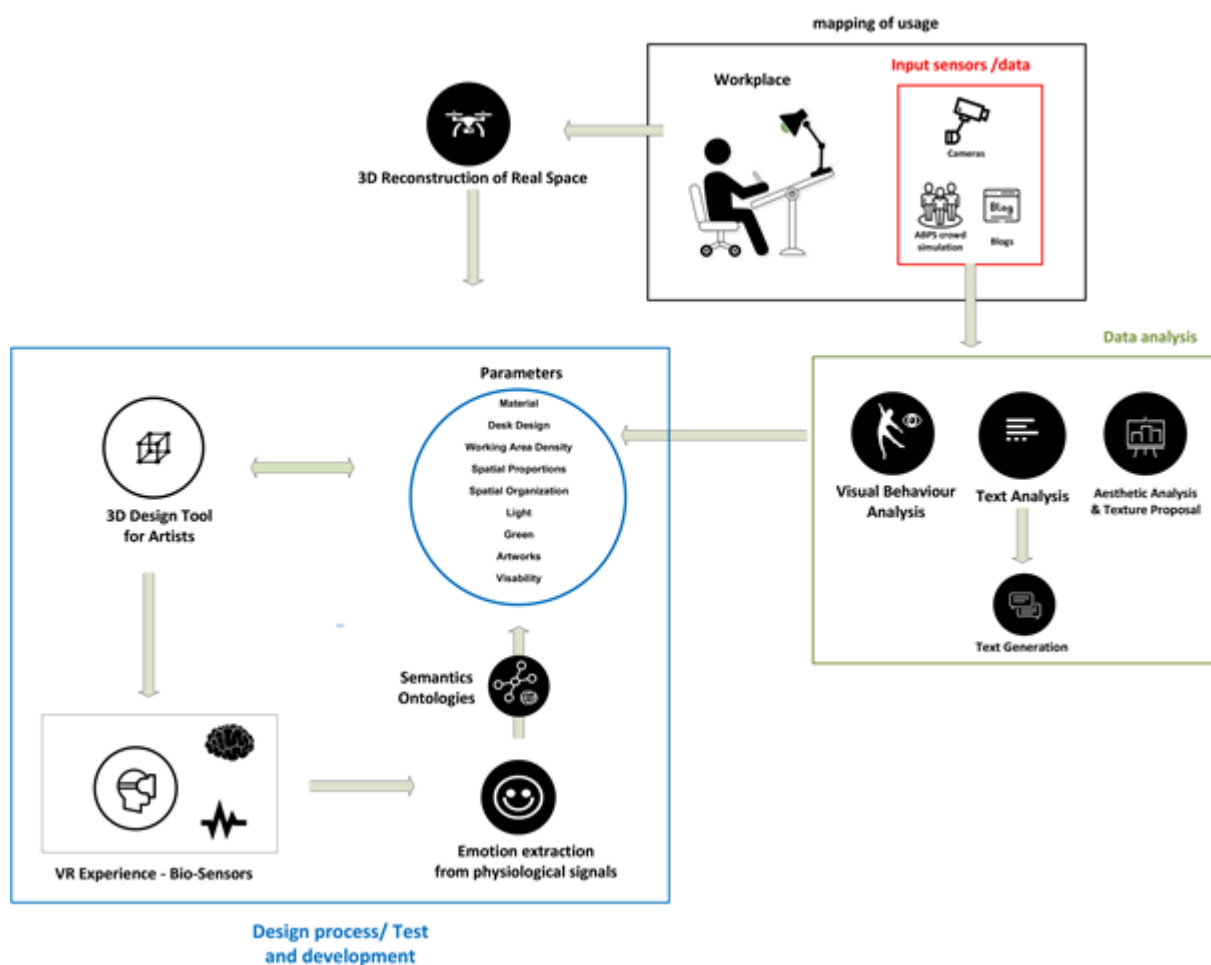 mapping of usage
Input sensors /data
Workplace
Cameras
Blog
ABPS crowd
simulation
Blogs
3D Reconstruction of Real Space
Data analysis
Parameters
Material
Desk Design
Working Area Density
Spatial Proportions
Spatial Organization
Light
Green
Artworks
Visability
3D Design Tool
for Artists
Visual Behaviour
Analysis
Text Analysis
Aesthetic Analysis
& Texture Proposal
Text Generation
Semantics
Ontologies
VR Experience - Bio-Sensors
Emotion extraction
from physiological signals
Design process/ Test
and development